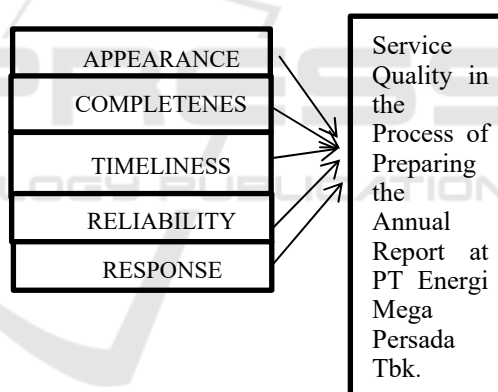 APPEARANCE
COMPLETENES
TIMELINESS
RELIABILITY
RESPONSE
Service
Quality in
the
Process of
Preparing
the
Annual
Report at
PT Energi
Mega
Persada
Tbk.